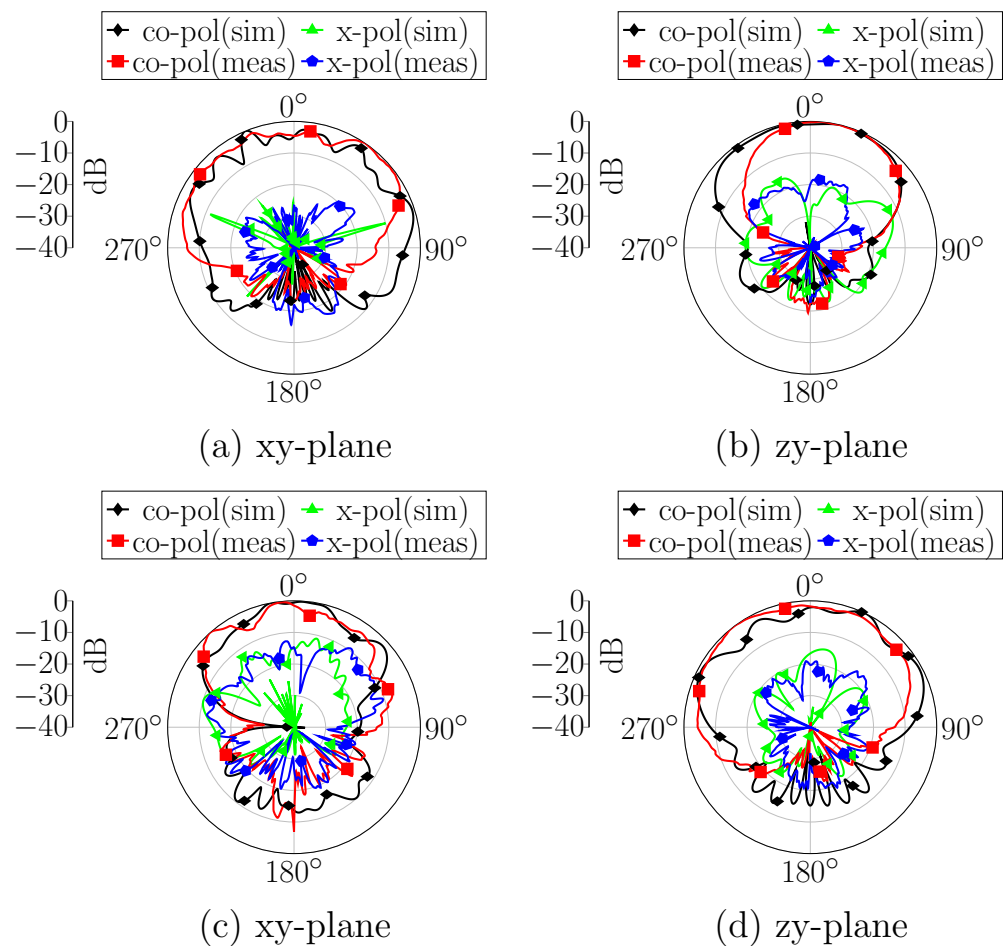 co-pol(sim) x-pol(sim)
co-pol(meas) x-pol(meas)
0°
0
−10
−20
−30
−40
dB
270°
90°
180°
(a) xy-plane
co-pol(sim) x-pol(sim)
co-pol(meas) x-pol(meas)
0°
0
−10
−20
−30
−40
dB
270°
90°
180°
(b) zy-plane
co-pol(sim) x-pol(sim)
co-pol(meas) x-pol(meas)
0°
0
−10
−20
−30
−40
dB
270°
90°
180°
(c) xy-plane
co-pol(sim) x-pol(sim)
co-pol(meas) x-pol(meas)
0°
0
−10
−20
−30
−40
dB
270°
90°
180°
(d) zy-plane